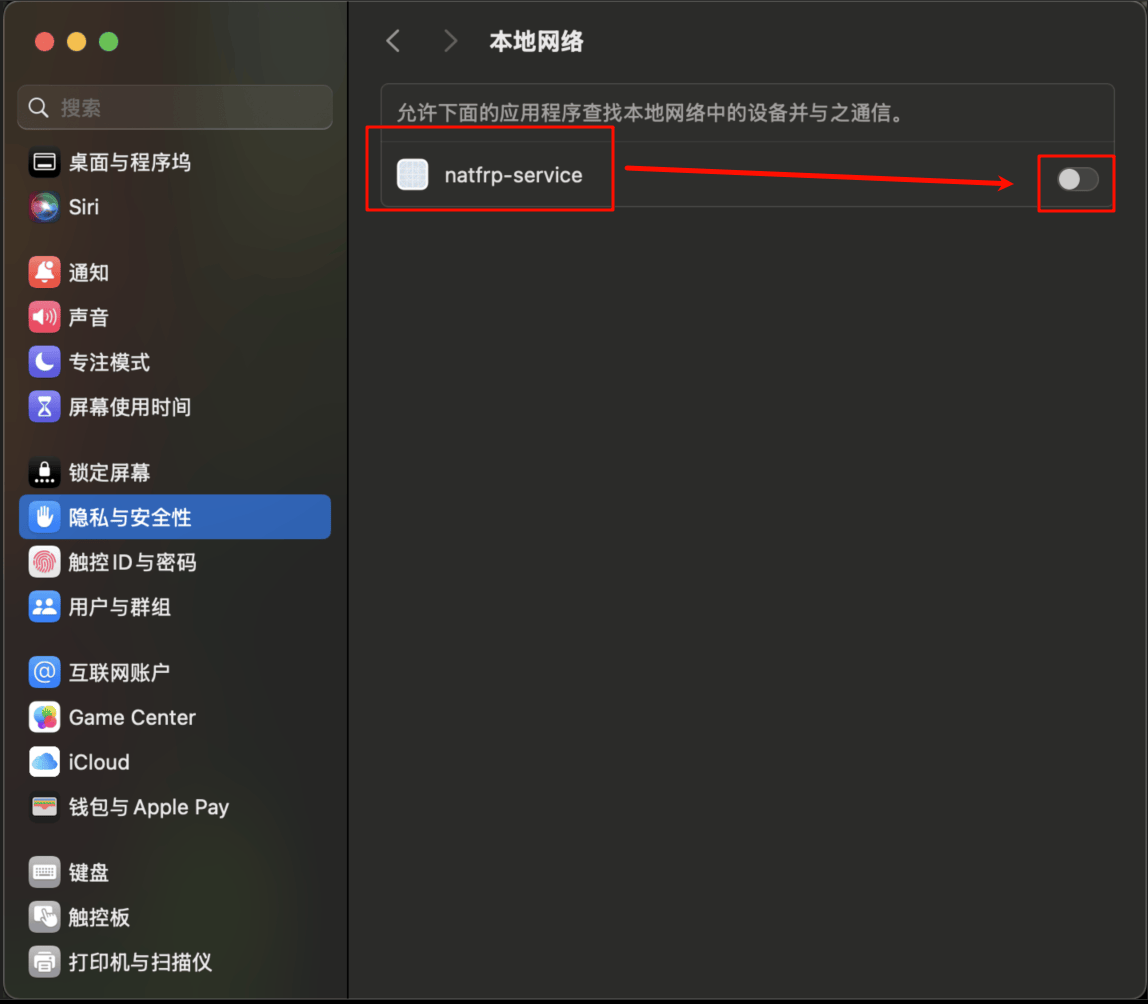 搜索
桌面与程序坞
Siri
通知
声音
专注模式
屏幕使用时间
锁定屏幕
隐私与安全性
触控 ID 与密码
用户与群组
互联网账户
Game Center
iCloud
钱包与 Apple Pay
键盘
触控板
打印机与扫描仪
本地网络
允许下面的应用程序查找本地网络中的设备并与之通信。
natfrp-service